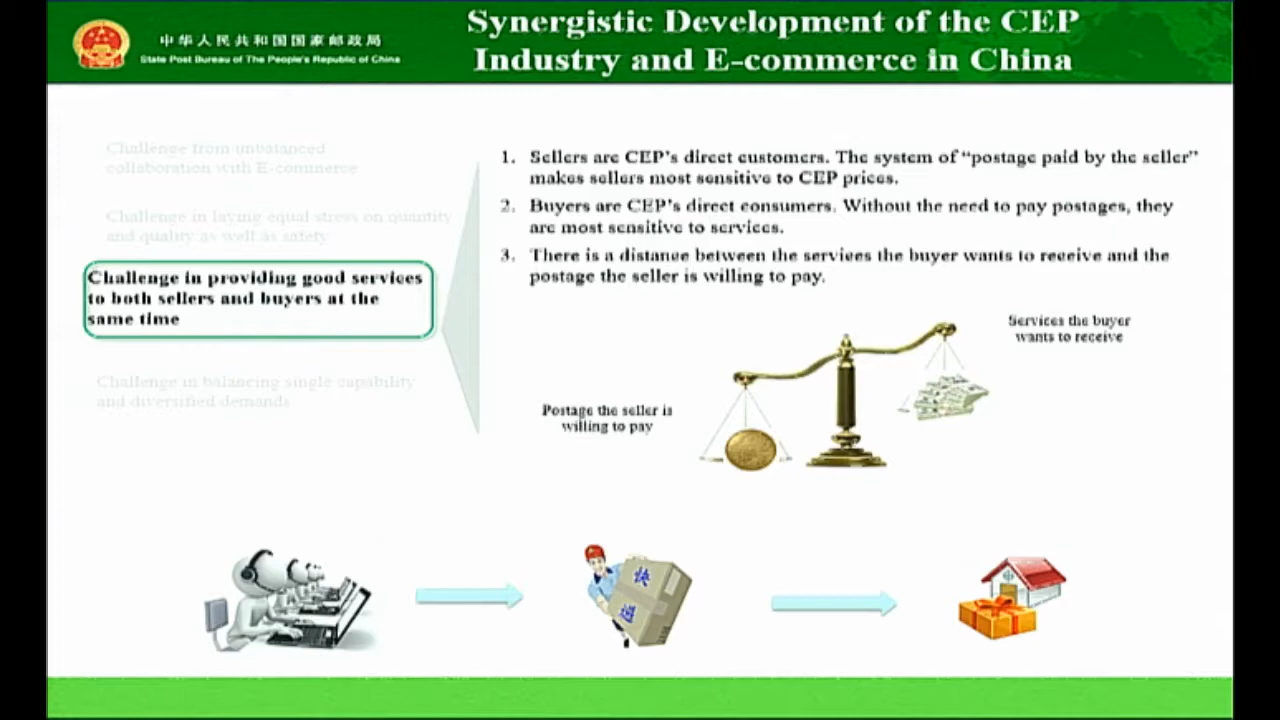 中华人民共和国国家邮政局
State Post Bureau of The People's Republic of China
Synergistic Development of the CEP
Industry and E-commerce in China
Challenge from unbalanced
collaboration with E-commerce
Challenge in laying equal stress on quantity
and quality as well as safety
Challenge in providing good services
to both sellers and buyers at the
same time
Challenge in balancing single capability
and diversified demands
1. Sellers are CEP's direct customers. The system of “postage paid by the seller”
makes sellers most sensitive to CEP prices.
2. Buyers are CEP's direct consumers. Without the need to pay postages, they
are most sensitive to services.
3. There is a distance between the services the buyer wants to receive and the
postage the seller is willing to pay.
Services the buyer
wants to receive
Postage the seller is
willing to pay
快
递